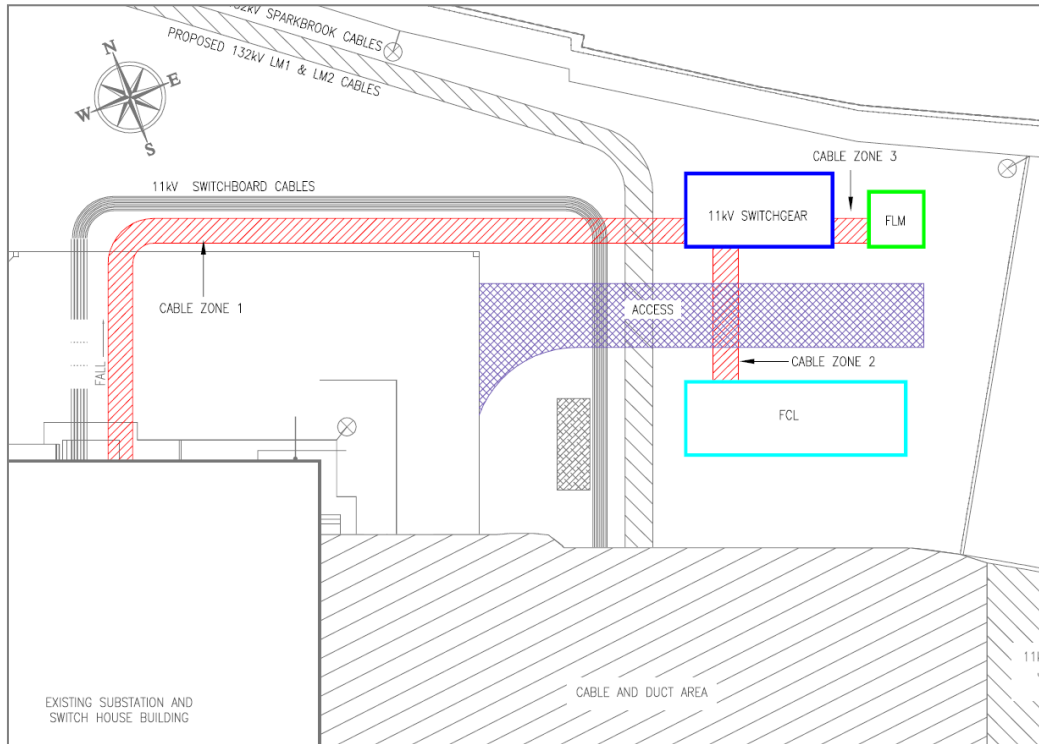 32kV SPARKBROOK CABLES
PROPOSED 132kV LM1 & LM2 CABLES
N
E
W
S
CABLE ZONE 3
11kV SWITCHBOARD CABLES
11kV SWITCHGEAR
FLM
CABLE ZONE 1
ACCESS
FALL
CABLE ZONE 2
FCL
EXISTING SUBSTATION AND
SWITCH HOUSE BUILDING
CABLE AND DUCT AREA